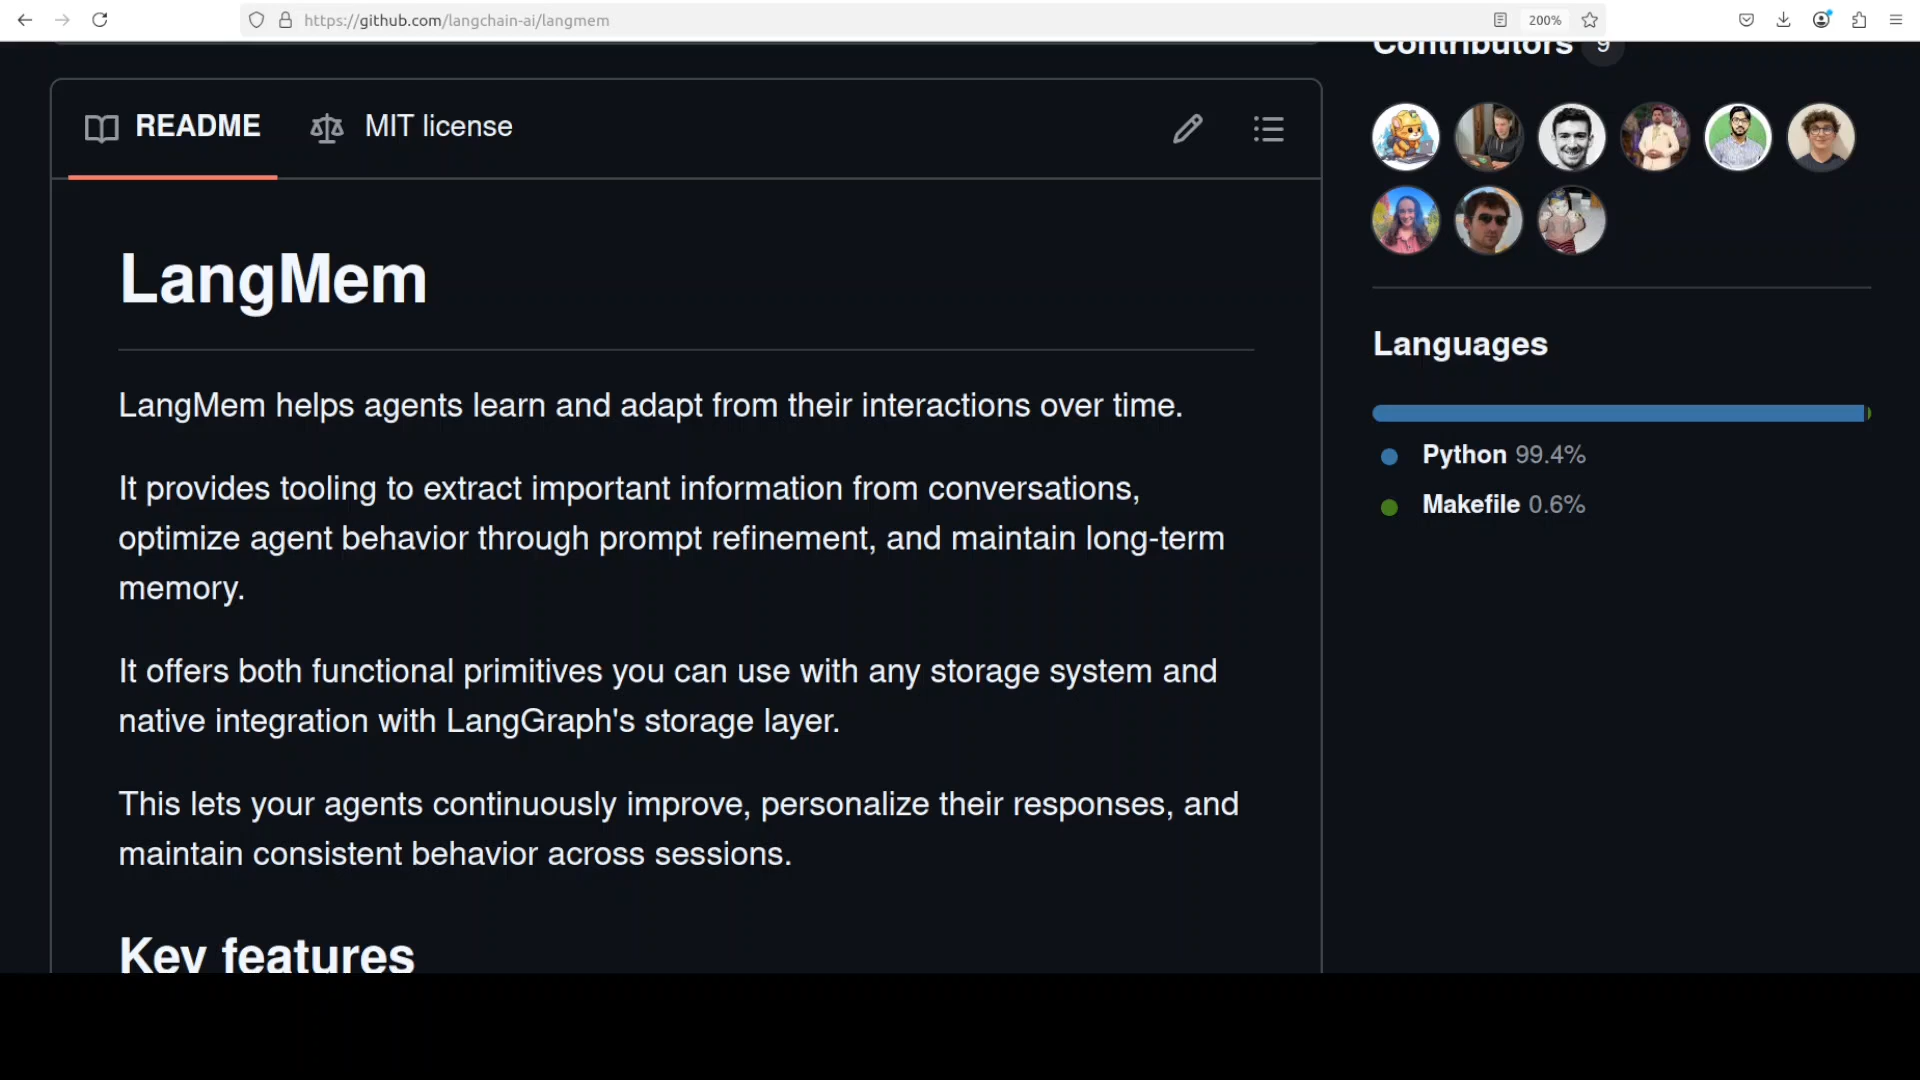 https://github.com/langchain-ai/langmem
200%
Contributors 9
README
MIT license
LangMem
LangMem helps agents learn and adapt from their interactions over time.
It provides tooling to extract important information from conversations,
optimize agent behavior through prompt refinement, and maintain long-term
memory.
It offers both functional primitives you can use with any storage system and
native integration with LangGraph's storage layer.
This lets your agents continuously improve, personalize their responses, and
maintain consistent behavior across sessions.
Key features
Languages
Python 99.4%
Makefile 0.6%